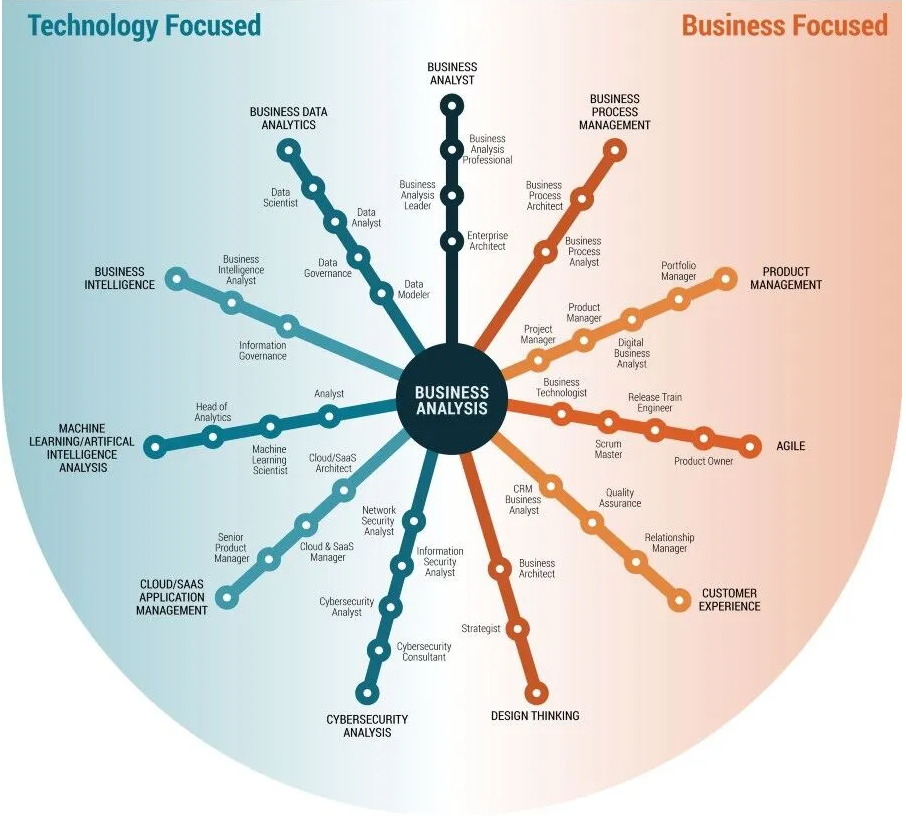 Technology Focused
Business Focused
BUSINESS
ANALYST
Business
Analysis
Professional
Business
Analysis
Leader
Enterprise
Architect
BUSINESS DATA
ANALYTICS
Data
Scientist
Data
Analyst
Data
Governance
Data
Modeler
BUSINESS
PROCESS
MANAGEMENT
Business
Process
Architect
Business
Process
Analyst
BUSINESS
INTELLIGENCE
Business
Intelligence
Analyst
Information
Governance
PRODUCT
MANAGEMENT
Portfolio
Manager
Digital
Business
Analyst
Product
Manager
Project
Manager
BUSINESS
ANALYSIS
MACHINE
LEARNING/ARTIFICAL
INTELLIGENCE
ANALYSIS
Head of
Analytics
Machine
Learning
Scientist
Analyst
Business
Technologist
Scrum
Master
Release Train
Engineer
Product Owner
AGILE
CLOUD/SAAS
APPLICATION
MANAGEMENT
Senior
Product
Manager
Cloud & SaaS
Manager
Cloud/SaaS
Architect
CRM
Business
Analyst
Quality
Assurance
Relationship
Manager
CUSTOMER
EXPERIENCE
Network
Security
Analyst
Information
Security
Analyst
Cybersecurity
Analyst
Cybersecurity
Consultant
CYBERSECURITY
ANALYSIS
Business
Architect
Strategist
DESIGN THINKING